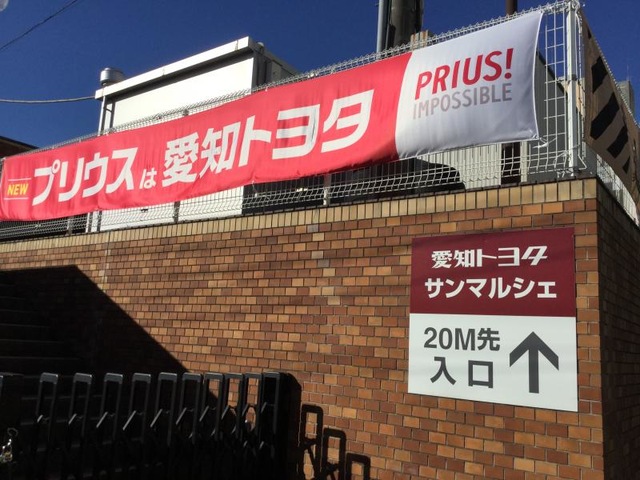 NEW プリウスは愛知トヨタ
PRIUS!
IMPOSSIBLE
愛知トヨタ
サンマルシェ
20M先
入口